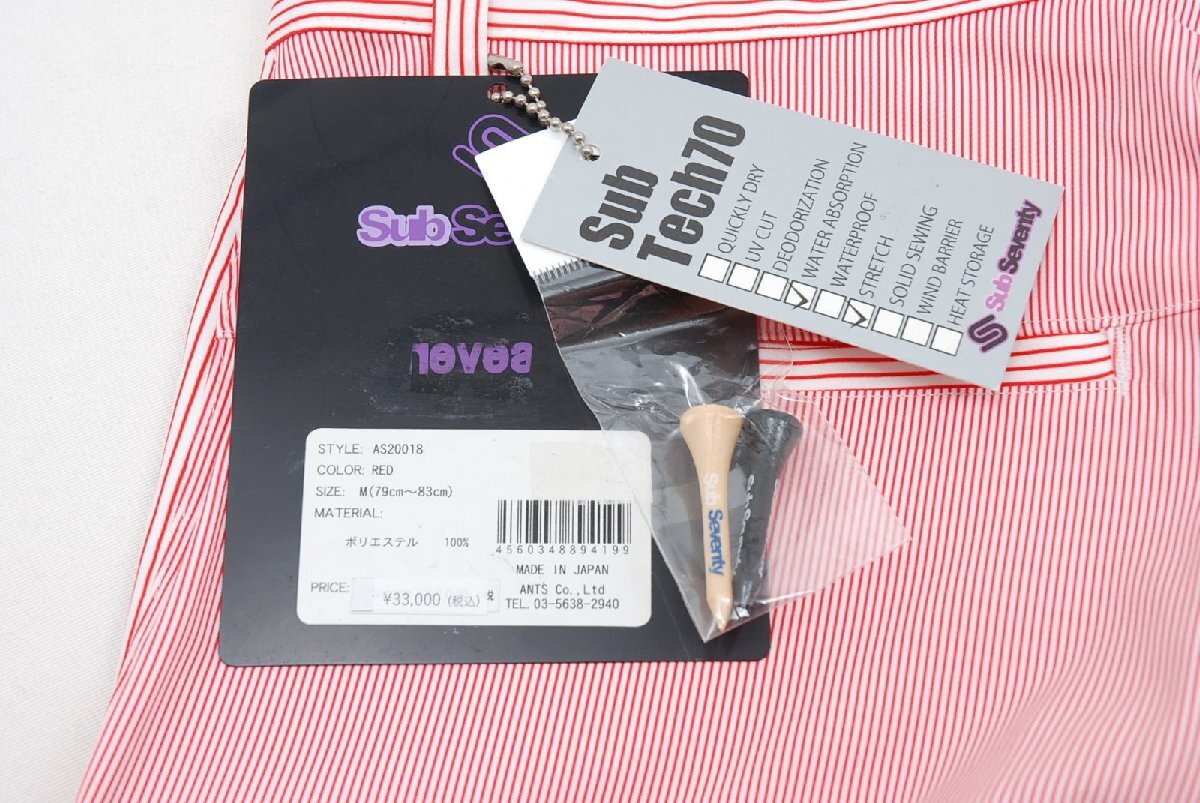 Sub
Sub
Tech70
QUICKLY DRY
UV CUT
DEODORIZATION
WATER ABSORPTION
WATERPROOF
STRETCH
SOLID SEWING
WIND BARRIER
HEAT STORAGE
Sub Seventy
STYLE: AS20018
COLOR: RED
SIZE: M(79cm～83cm)
MATERIAL:
ポリエステル 100%
4560348894199
MADE IN JAPAN
PRICE: ¥33,000 (税込)
ANTS Co.,Ltd
TEL.03-5638-2940
Sub Seventy